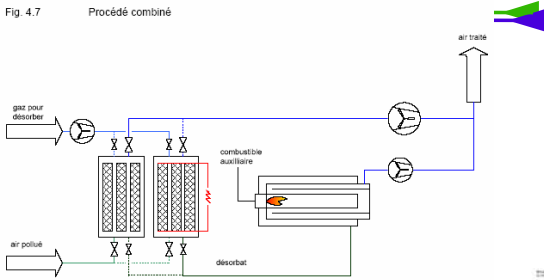 Fig. 4.7 Procédé combiné
air traité
gaz pour
désorber
combustible
auxiliaire
air pollué
désorbat